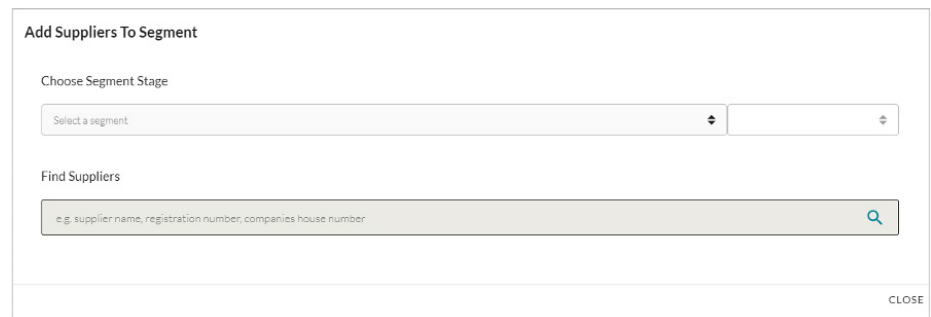 Add Suppliers To Segment
Choose Segment Stage
Select a segment
Find Suppliers
e.g. supplier name, registration number, companies house number
CLOSE